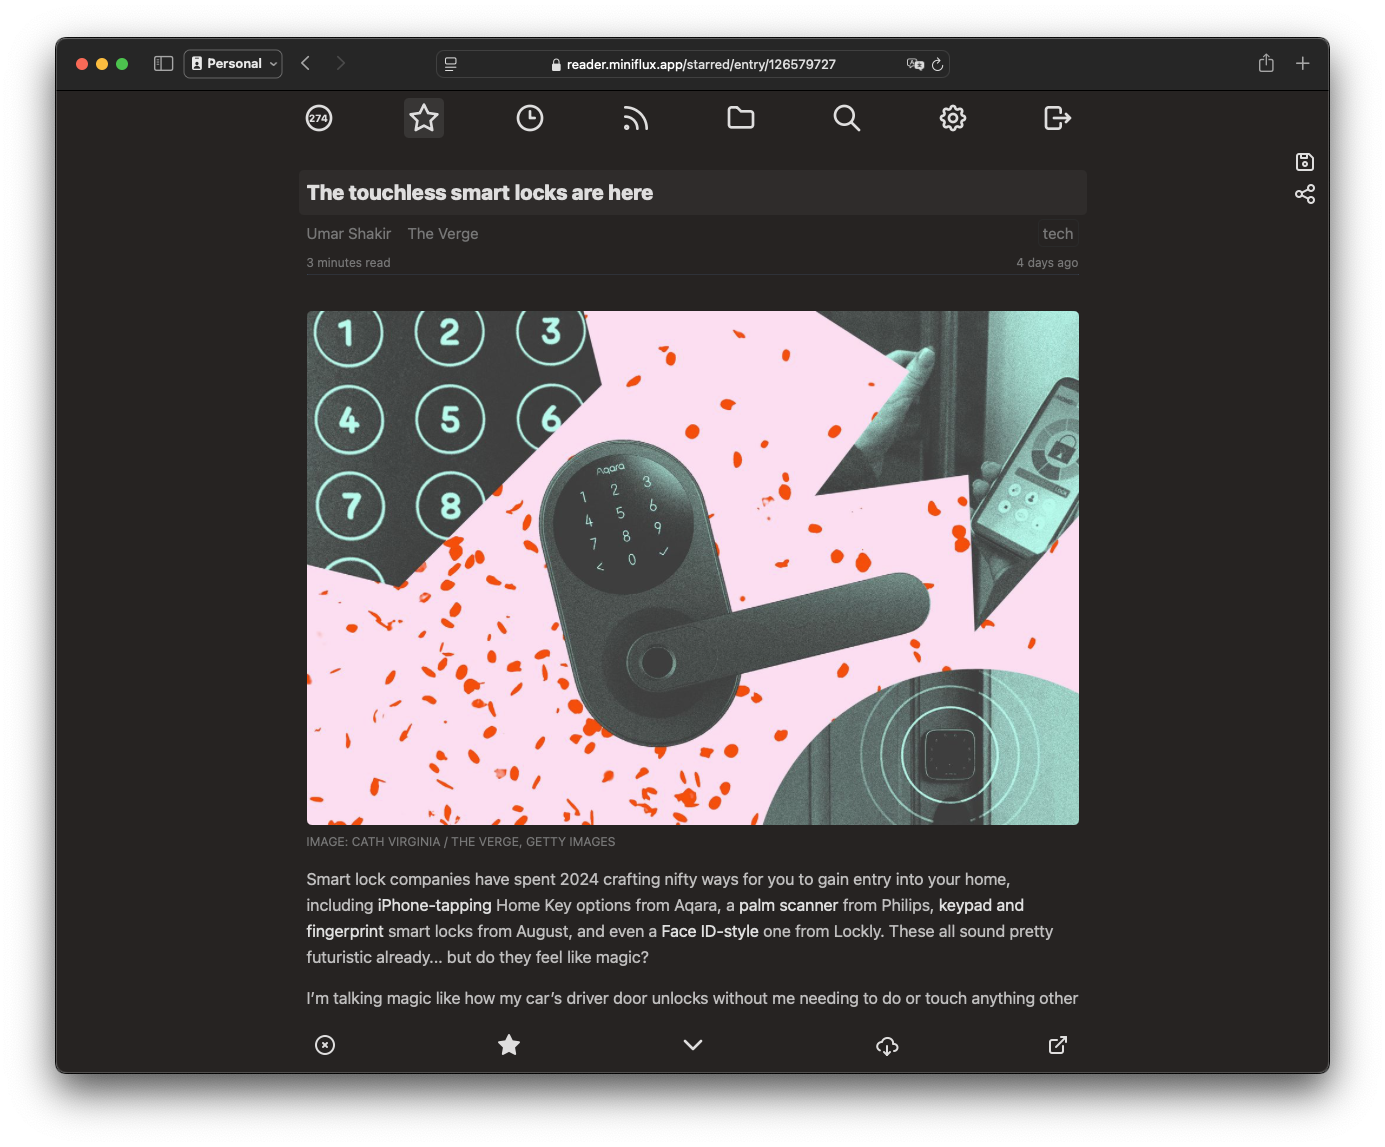 Personal
reader.miniflux.app/starred/entry/126579727
274
The touchless smart locks are here
Umar Shakir The Verge
tech
3 minutes read
4 days ago
1 2 3
4 5 6
7 8
Aqara
1 2 3
4 5 6
7 8 9
< 0 ✓
IMAGE: CATH VIRGINIA / THE VERGE, GETTY IMAGES
Smart lock companies have spent 2024 crafting nifty ways for you to gain entry into your home,
including iPhone-tapping Home Key options from Aqara, a palm scanner from Philips, keypad and
fingerprint smart locks from August, and even a Face ID-style one from Lockly. These all sound pretty
futuristic already... but do they feel like magic?
I’m talking magic like how my car’s driver door unlocks without me needing to do or touch anything other